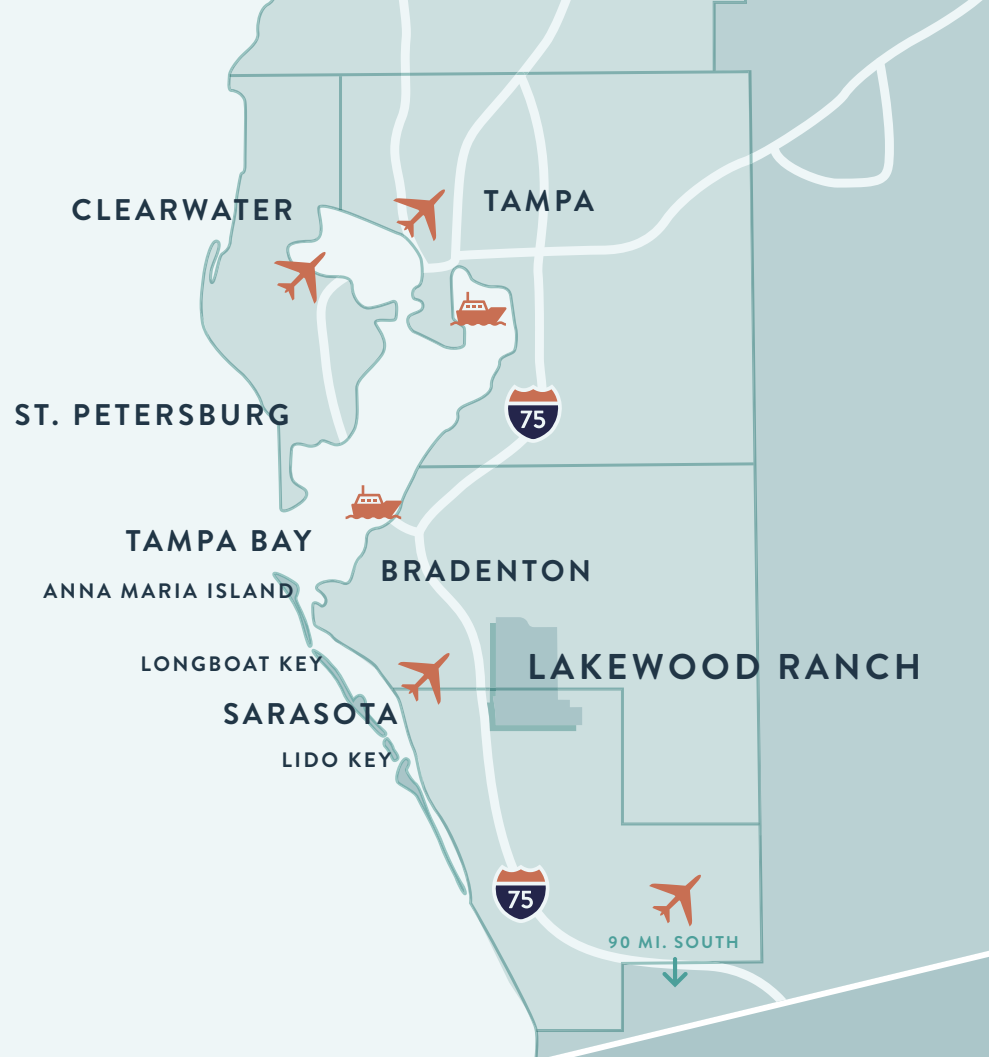 CLEARWATER
TAMPA
ST. PETERSBURG
75
TAMPA BAY
BRADENTON
ANNA MARIA ISLAND
LONGBOAT KEY
LAKEWOOD RANCH
SARASOTA
LIDO KEY
75
90 MI. SOUTH